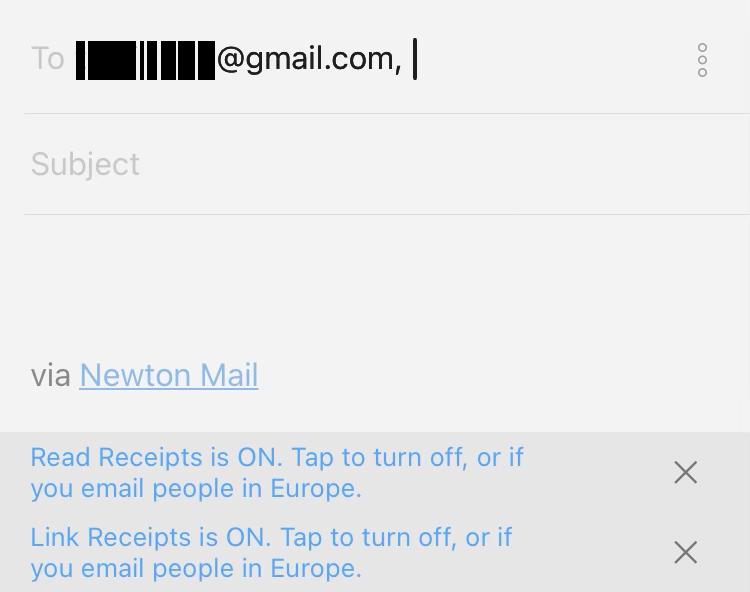 To @gmail.com,
Subject
via Newton Mail
Read Receipts is ON. Tap to turn off, or if
you email people in Europe.
Link Receipts is ON. Tap to turn off, or if
you email people in Europe.